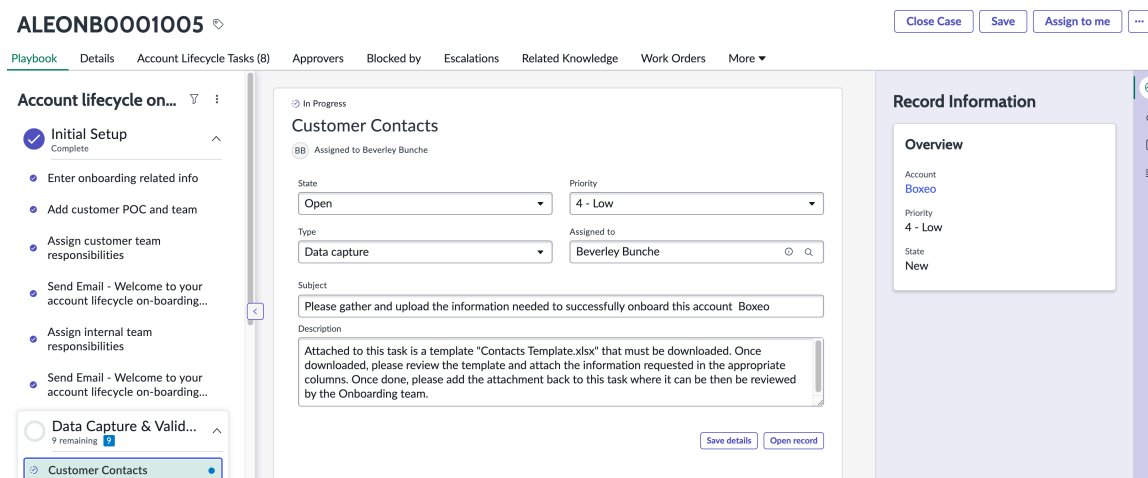 ALEONB0001005
Close Case
Save
Assign to me
Playbook
Details
Account Lifecycle Tasks (8)
Approvers
Blocked by
Escalations
Related Knowledge
Work Orders
More
Account lifecycle on...
Initial Setup
Complete
Enter onboarding related info
Add customer POC and team
Assign customer team
responsibilities
Send Email - Welcome to your
account lifecycle on-boarding...
Assign internal team
responsibilities
Send Email - Welcome to your
account lifecycle on-boarding...
Data Capture & Valid...
9 remaining 9
Customer Contacts
In Progress
Customer Contacts
BB Assigned to Beverley Bunche
State
Open
Priority
4 - Low
Type
Data capture
Assigned to
Beverley Bunche
Subject
Please gather and upload the information needed to successfully onboard this account  Boxeo
Description
Attached to this task is a template "Contacts Template.xlsx" that must be downloaded. Once
downloaded, please review the template and attach the information requested in the appropriate
columns. Once done, please add the attachment back to this task where it can be then be reviewed
by the Onboarding team.
Save details
Open record
Record Information
Overview
Account
Boxeo
Priority
4 - Low
State
New